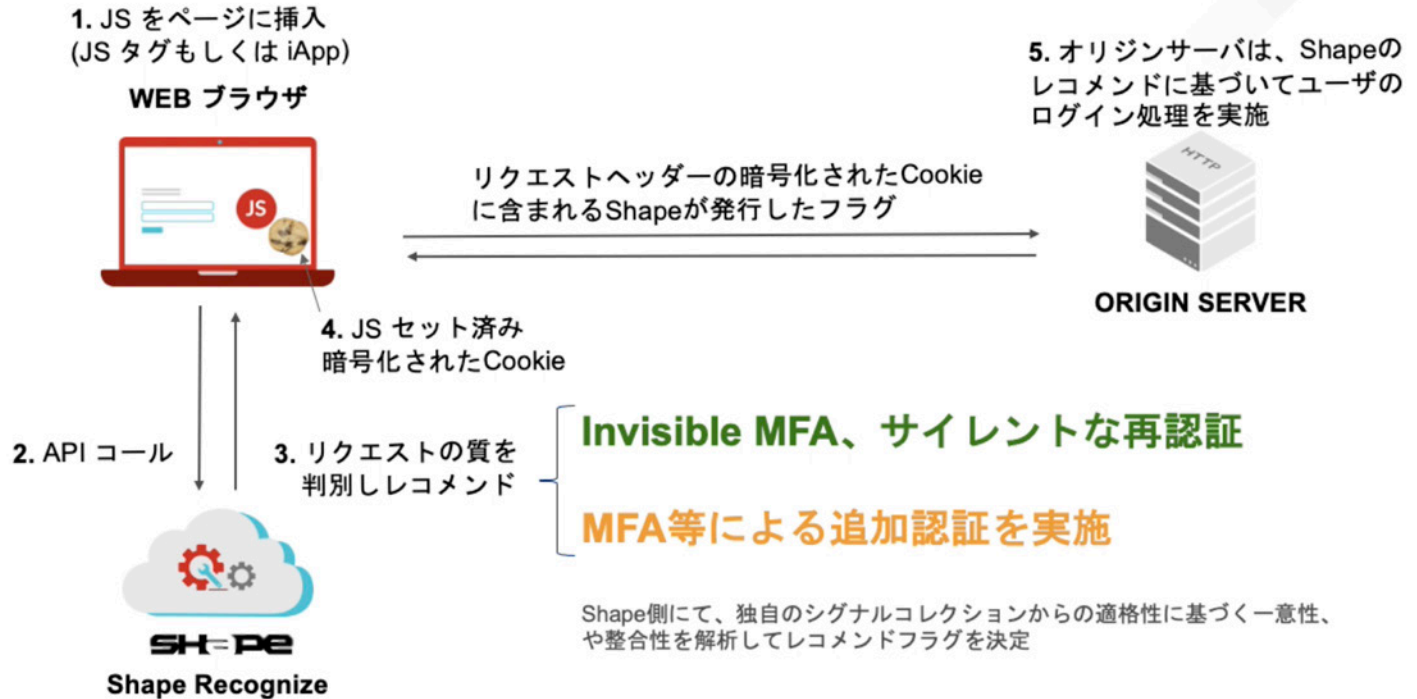 1. JS をページに挿入
(JS タグもしくは iApp)
WEB ブラウザ
JS
5. オリジンサーバは、Shapeの
レコメンドに基づいてユーザの
ログイン処理を実施
HTTP
リクエストヘッダーの暗号化されたCookie
に含まれるShapeが発行したフラグ
ORIGIN SERVER
4. JS セット済み
暗号化されたCookie
2. API コール
3. リクエストの質を
判別しレコメンド
Invisible MFA、サイレントな再認証
MFA等による追加認証を実施
Shape側にて、独自のシグナルコレクションからの適格性に基づく一意性、
や整合性を解析してレコメンドフラグを決定
SHAPE
Shape Recognize